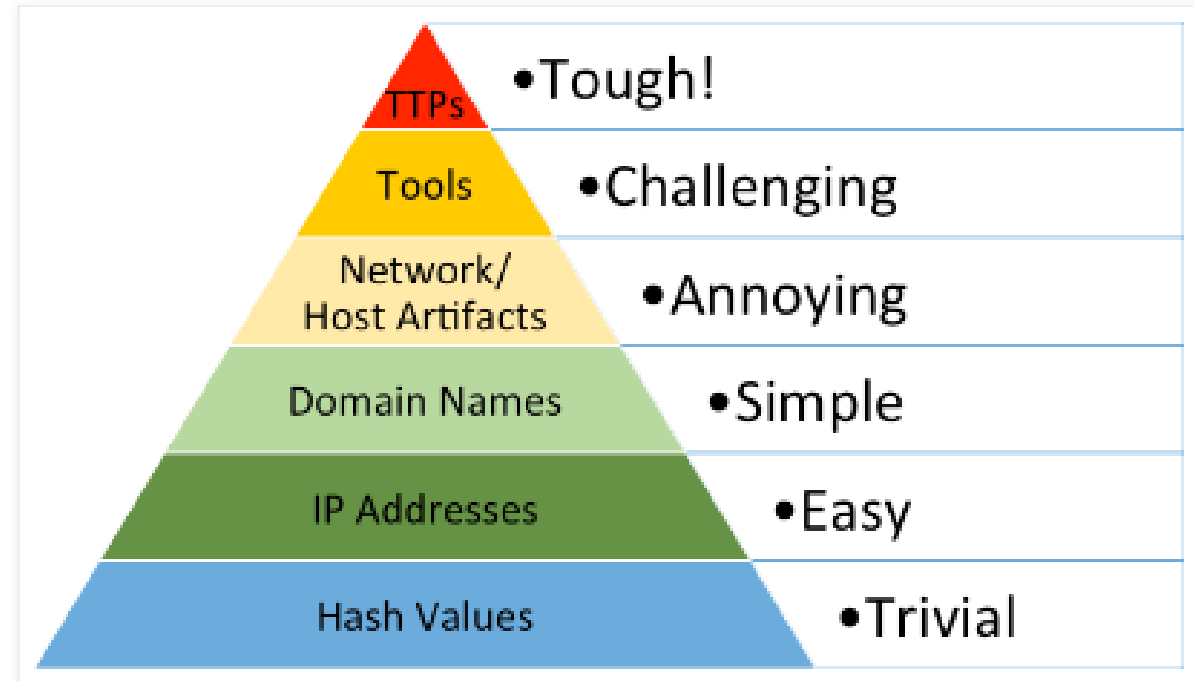 TTPs
•Tough!
Tools
•Challenging
Network/
Host Artifacts
•Annoying
Domain Names
•Simple
IP Addresses
•Easy
Hash Values
•Trivial